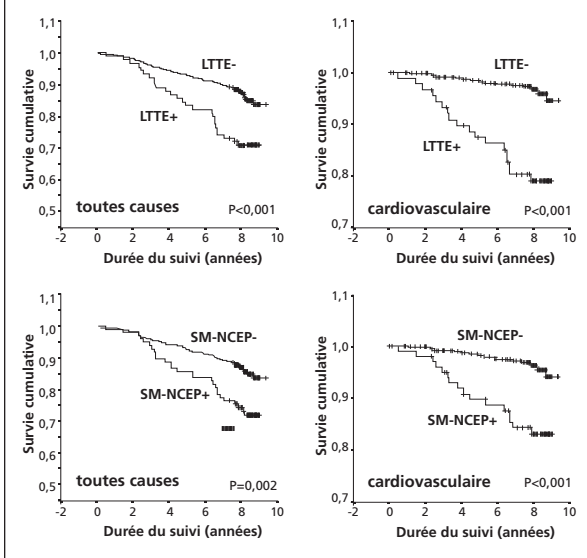 1,1
1,0
0,9
0,8
0,7
0,6
0,5
Survie cumulative
LTTE-
LTTE+
toutes causes
P<0,001
-2 0 2 4 6 8 10
Durée du suivi (années)
1,1
1,0
0,9
0,8
0,7
Survie cumulative
LTTE-
LTTE+
cardiovasculaire
P<0,001
-2 0 2 4 6 8 10
Durée du suivi (années)
1,1
1,0
0,9
0,8
0,7
0,6
0,5
Survie cumulative
SM-NCEP-
SM-NCEP+
toutes causes
P=0,002
-2 0 2 4 6 8 10
Durée du suivi (années)
1,1
1,0
0,9
0,8
0,7
Survie cumulative
SM-NCEP-
SM-NCEP+
cardiovasculaire
P<0,001
-2 0 2 4 6 8 10
Durée du suivi (années)